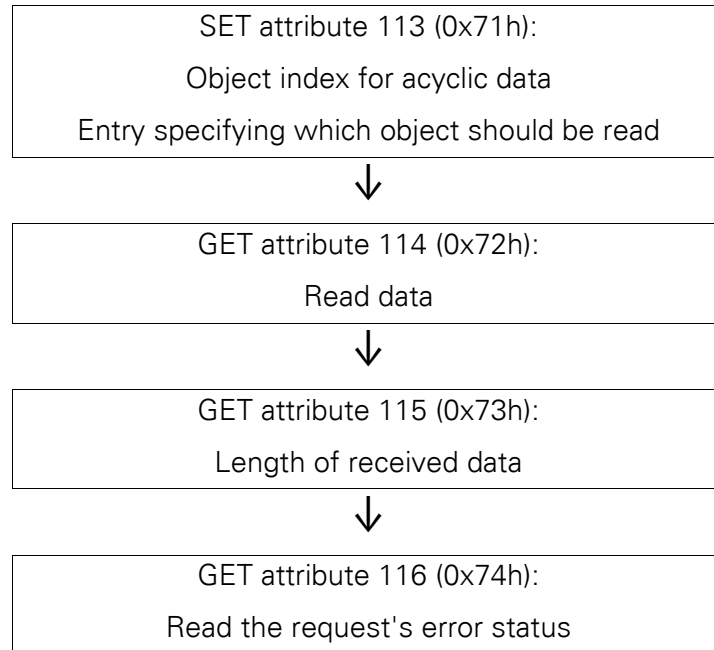 SET attribute 113 (0x71h):
Object index for acyclic data
Entry specifying which object should be read
GET attribute 114 (0x72h):
Read data
GET attribute 115 (0x73h):
Length of received data
GET attribute 116 (0x74h):
Read the request's error status